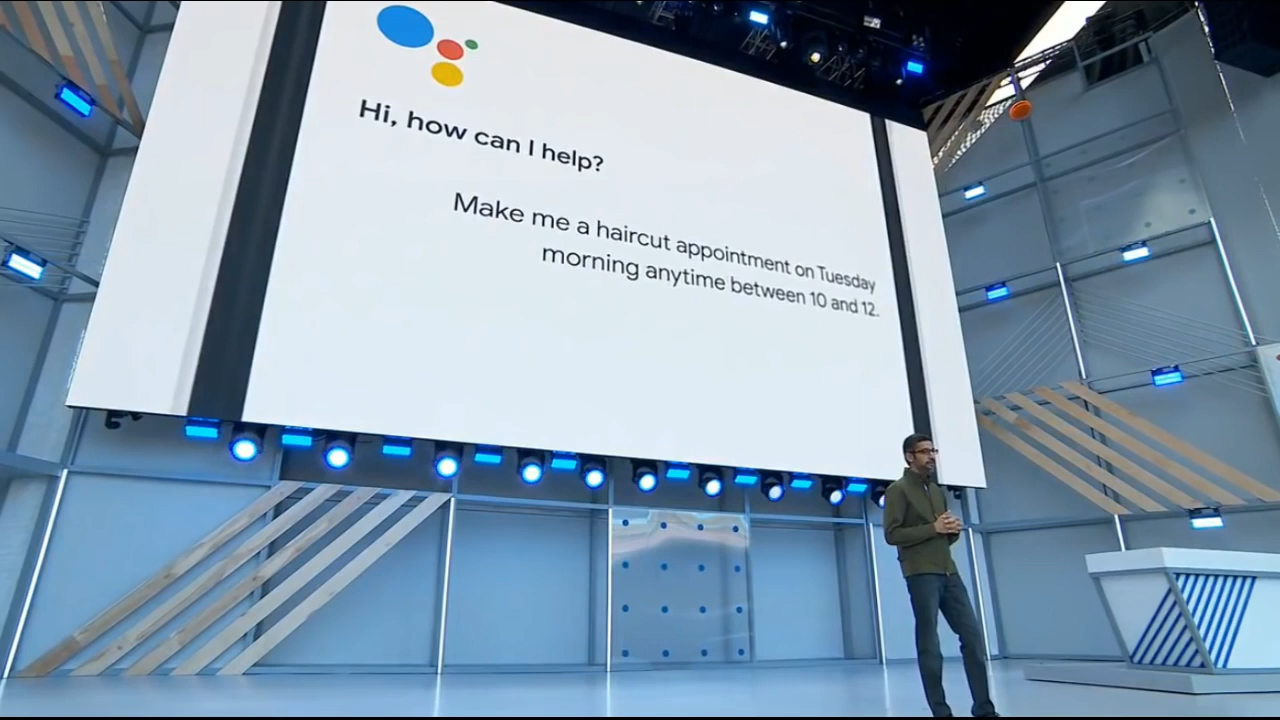 Hi, how can I help?
Make me a haircut appointment on Tuesday
morning anytime between 10 and 12.